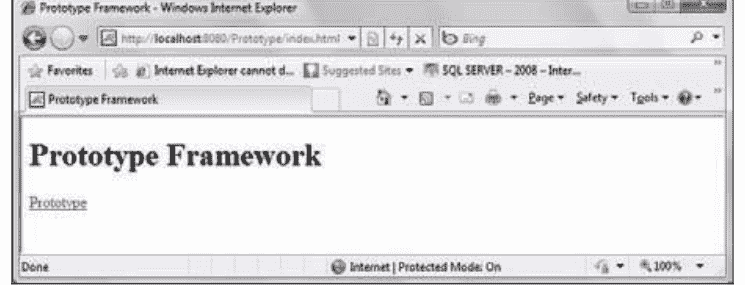 Prototype Framework - Windows Internet Explorer
http://localhost:8080/Prototype/index.html
Bing
Favorites Internet Explorer cannot d... Suggested Sites SQL SERVER – 2008 – Inter...
Prototype Framework Page Safety Tools
Prototype Framework
Prototype
Done Internet | Protected Mode: On 100%